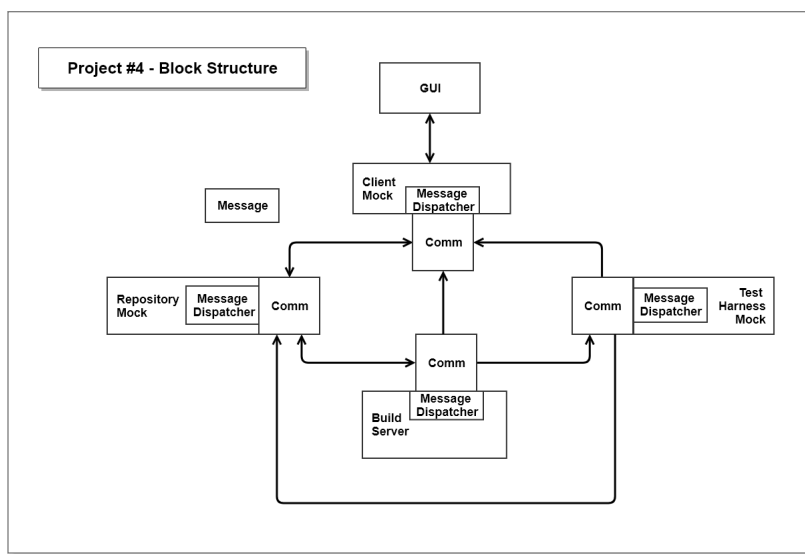 Project #4 - Block Structure
GUI
Client
Mock
Message
Dispatcher
Message
Comm
Repository
Mock
Message
Dispatcher
Comm
Comm
Message
Dispatcher
Test
Harness
Mock
Comm
Message
Dispatcher
Build
Server